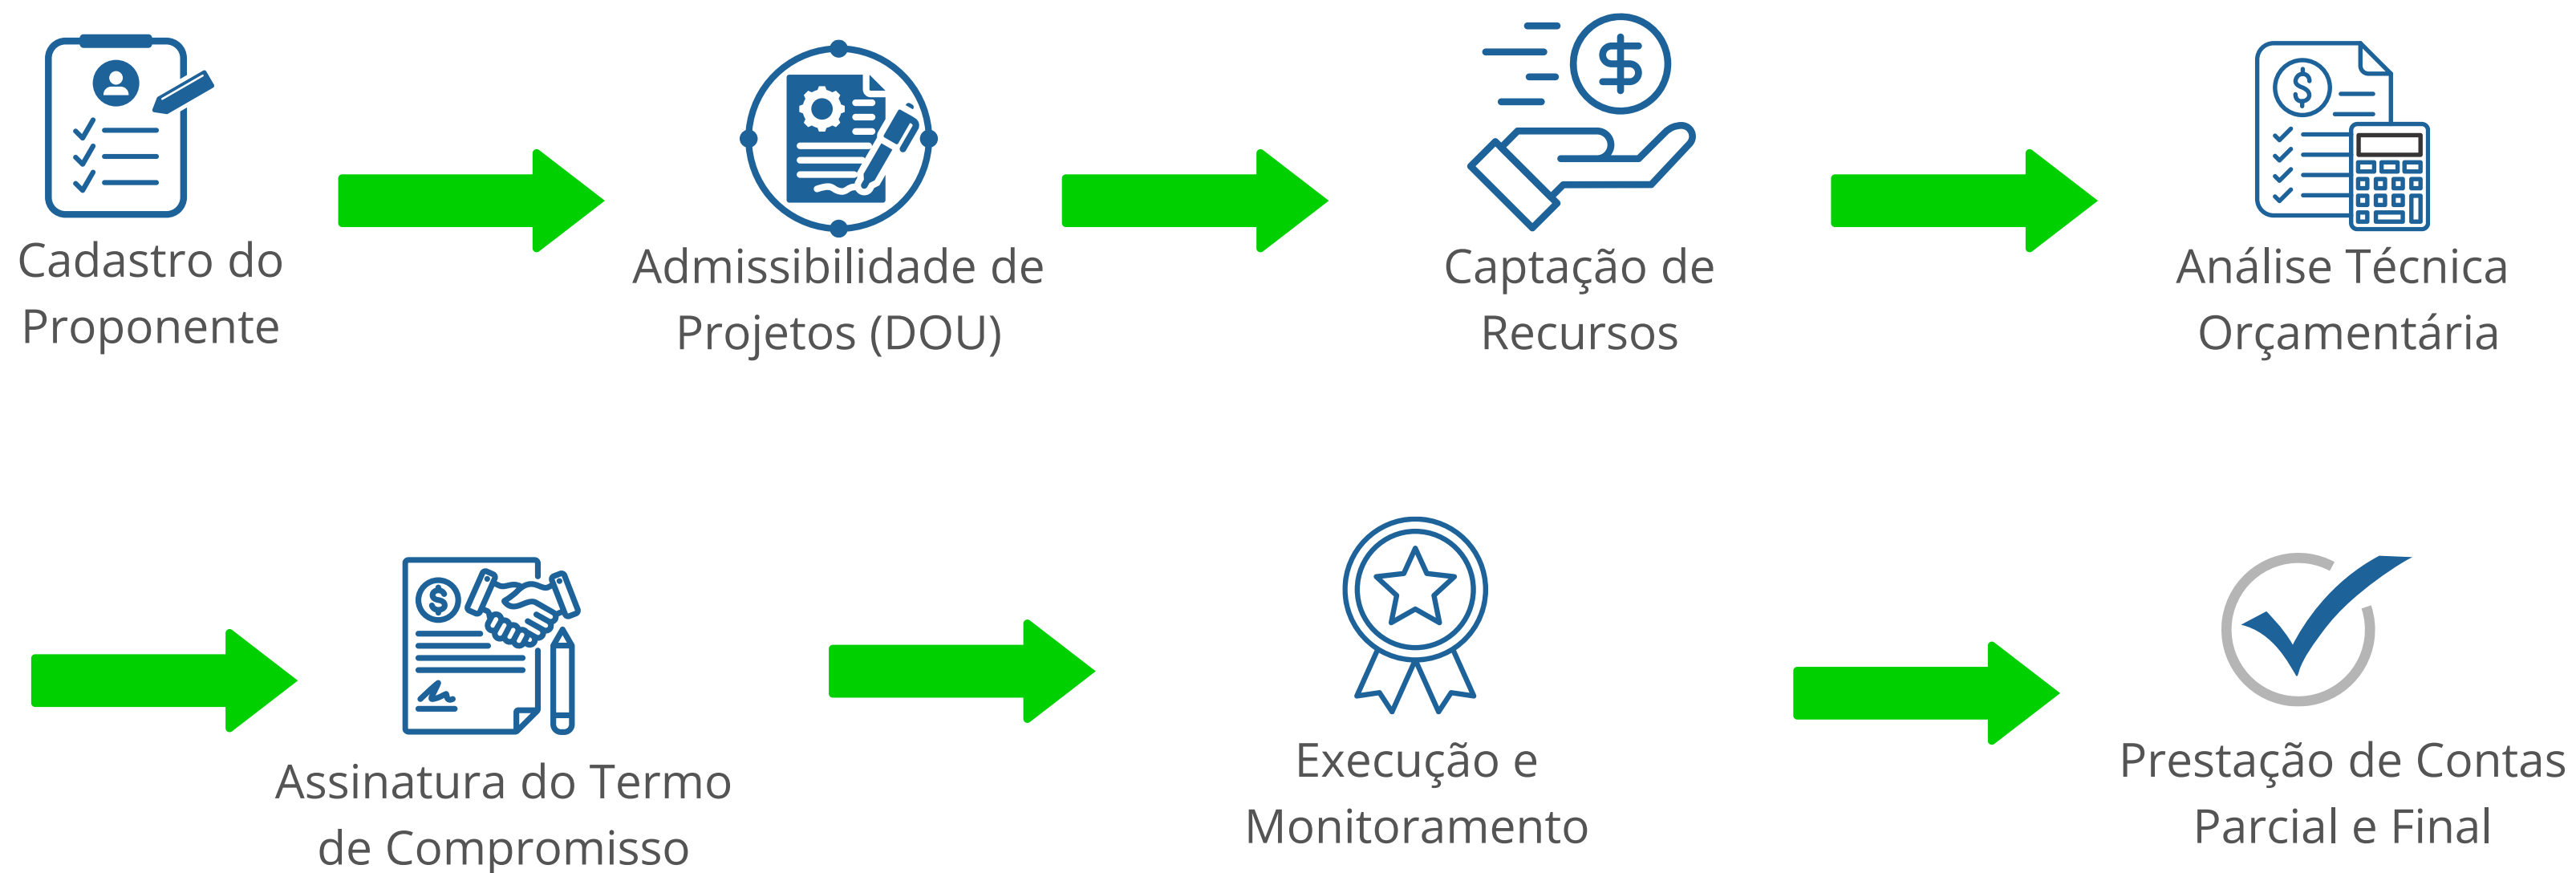 Cadastro do
Proponente
Admissibilidade de
Projetos (DOU)
Captação de
Recursos
Análise Técnica
Orçamentária
Assinatura do Termo
de Compromisso
Execução e
Monitoramento
Prestação de Contas
Parcial e Final